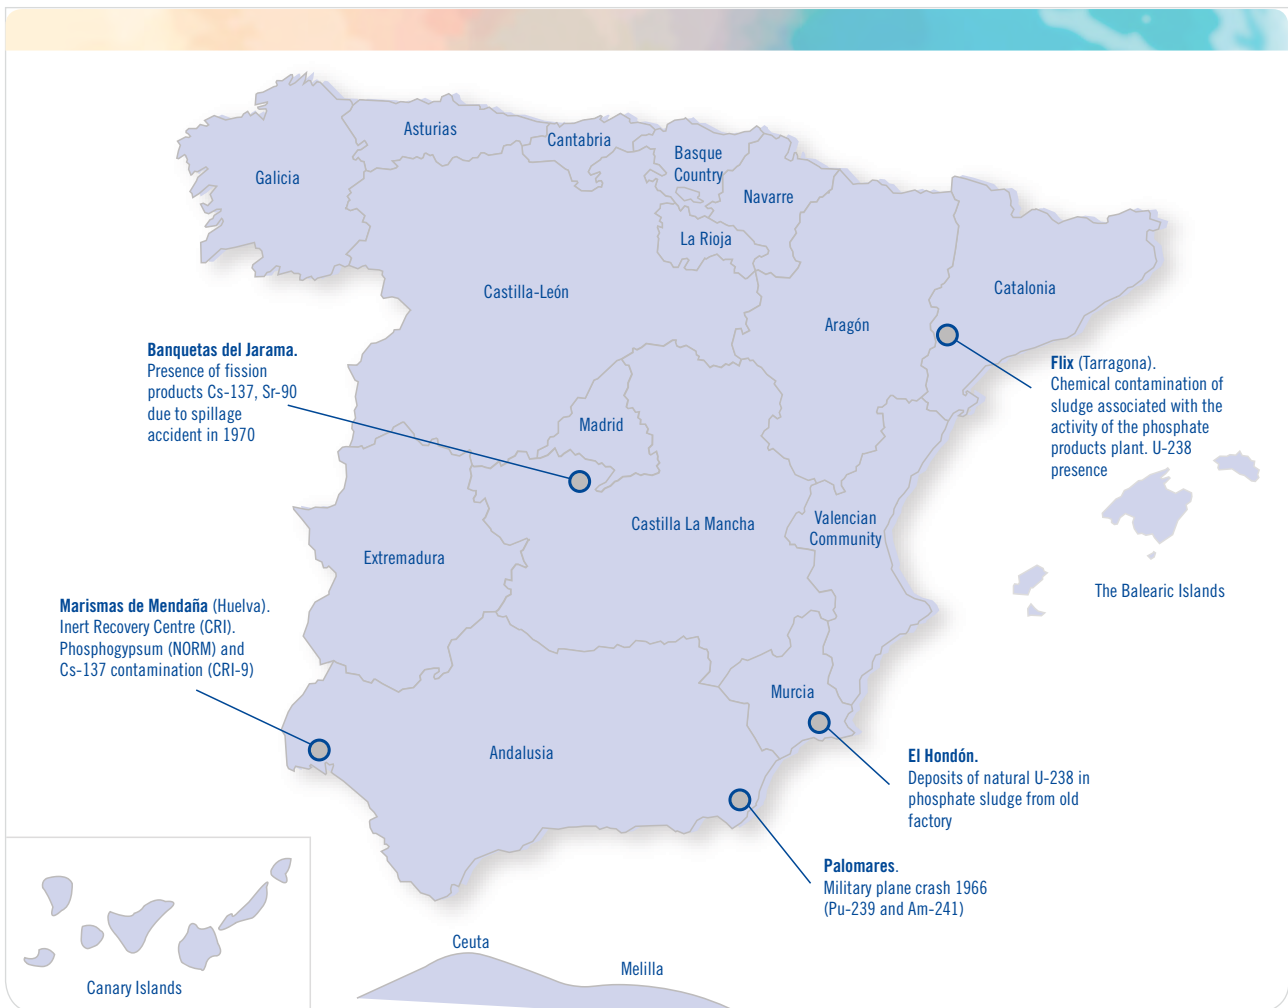 Asturias
Cantabria
Basque
Country
Galicia
Navarre
La Rioja
Castilla-León
Catalonia
Aragón
Banquetas del Jarama.
Presence of fission
products Cs-137, Sr-90
due to spillage
accident in 1970
Flix (Tarragona).
Chemical contamination of
sludge associated with the
activity of the phosphate
products plant. U-238
presence
Madrid
Castilla La Mancha
Valencian
Community
Extremadura
The Balearic Islands
Marismas de Mendaña (Huelva).
Inert Recovery Centre (CRI).
Phosphogypsum (NORM) and
Cs-137 contamination (CRI-9)
Murcia
Andalusia
El Hondón.
Deposits of natural U-238 in
phosphate sludge from old
factory
Palomares.
Military plane crash 1966
(Pu-239 and Am-241)
Ceuta
Melilla
Canary Islands